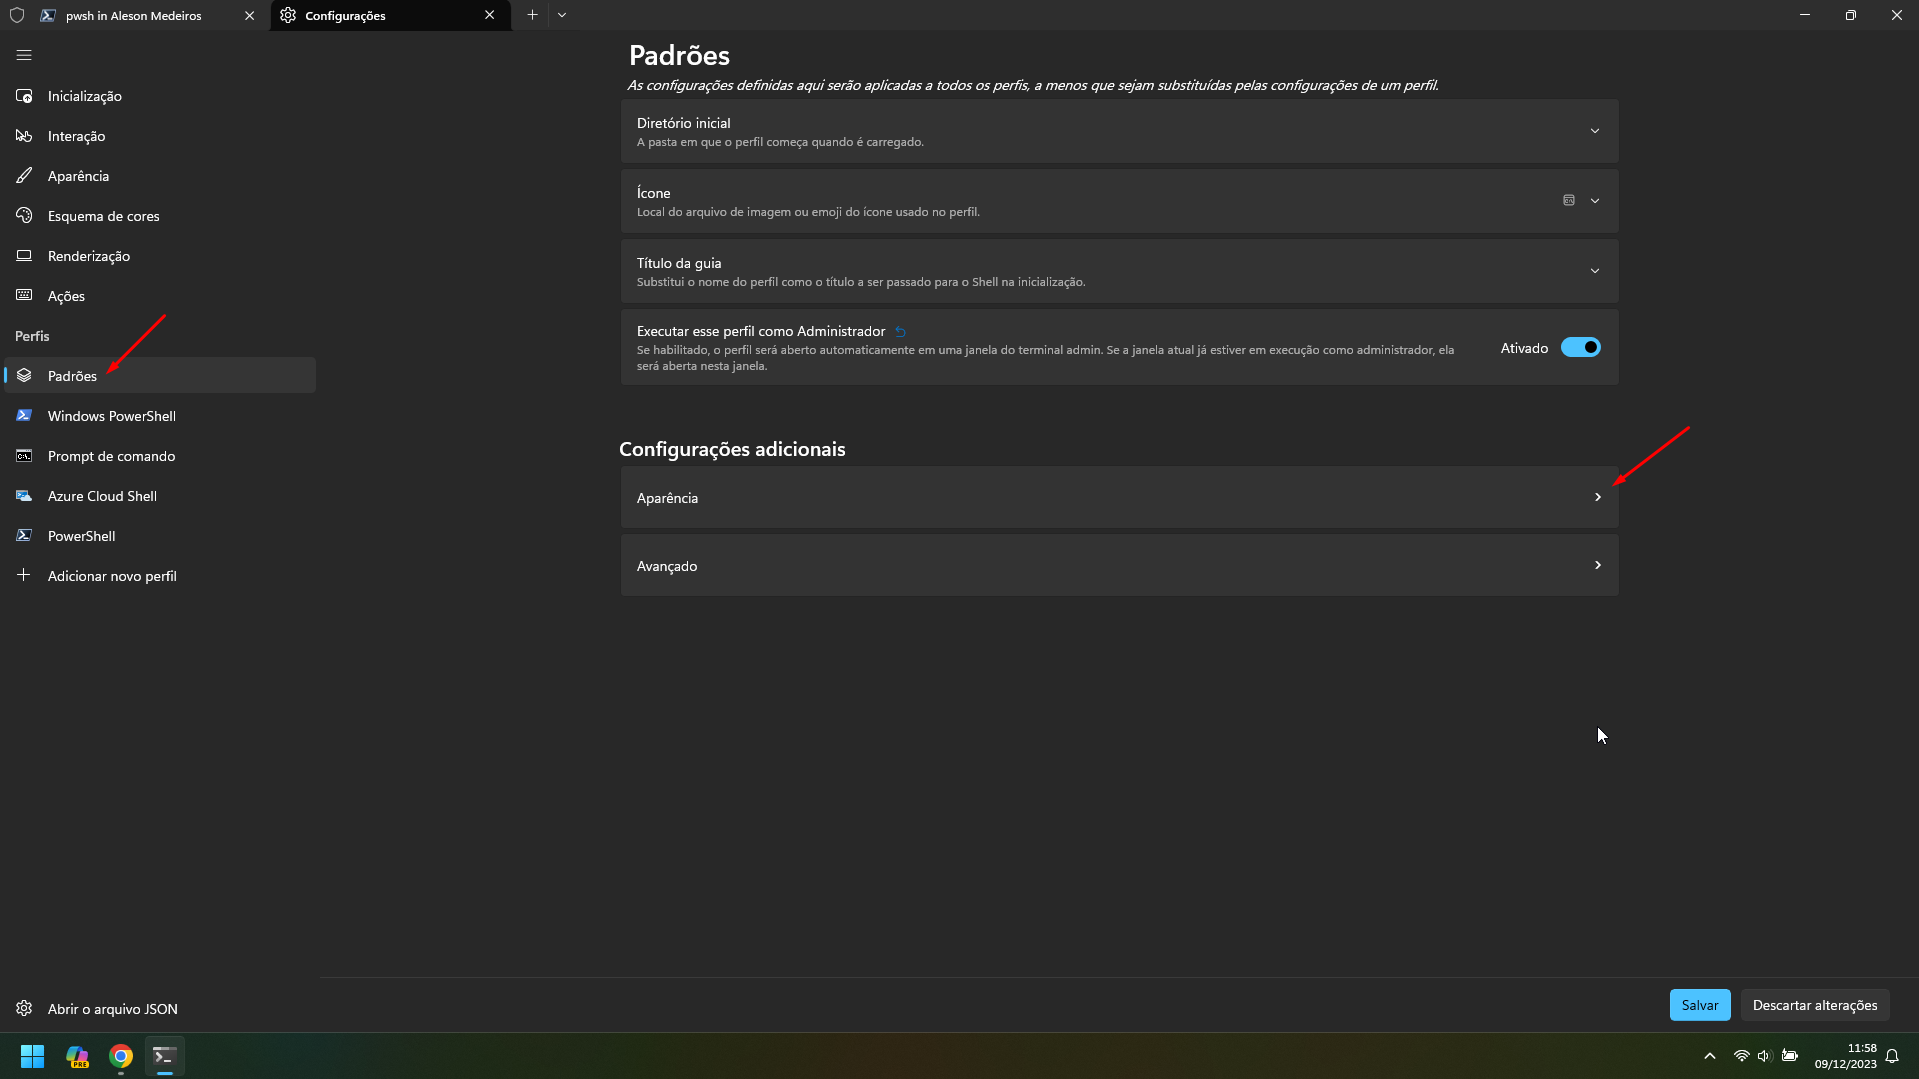 pwsh in Aleson Medeiros
Configurações
Inicialização
Interação
Aparência
Esquema de cores
Renderização
Ações
Perfis
Padrões
Windows PowerShell
Prompt de comando
Azure Cloud Shell
PowerShell
Adicionar novo perfil
Abrir o arquivo JSON
Padrões
As configurações definidas aqui serão aplicadas a todos os perfis, a menos que sejam substituídas pelas configurações de um perfil.
Diretório inicial
A pasta em que o perfil começa quando é carregado.
Ícone
Local do arquivo de imagem ou emoji do ícone usado no perfil.
Título da guia
Substitui o nome do perfil como o título a ser passado para o Shell na inicialização.
Executar esse perfil como Administrador
Se habilitado, o perfil será aberto automaticamente em uma janela do terminal admin. Se a janela atual já estiver em execução como administrador, ela
será aberta nesta janela.
Ativado
Configurações adicionais
Aparência
Avançado
Salvar
Descartar alterações
PRE
11:58
09/12/2023